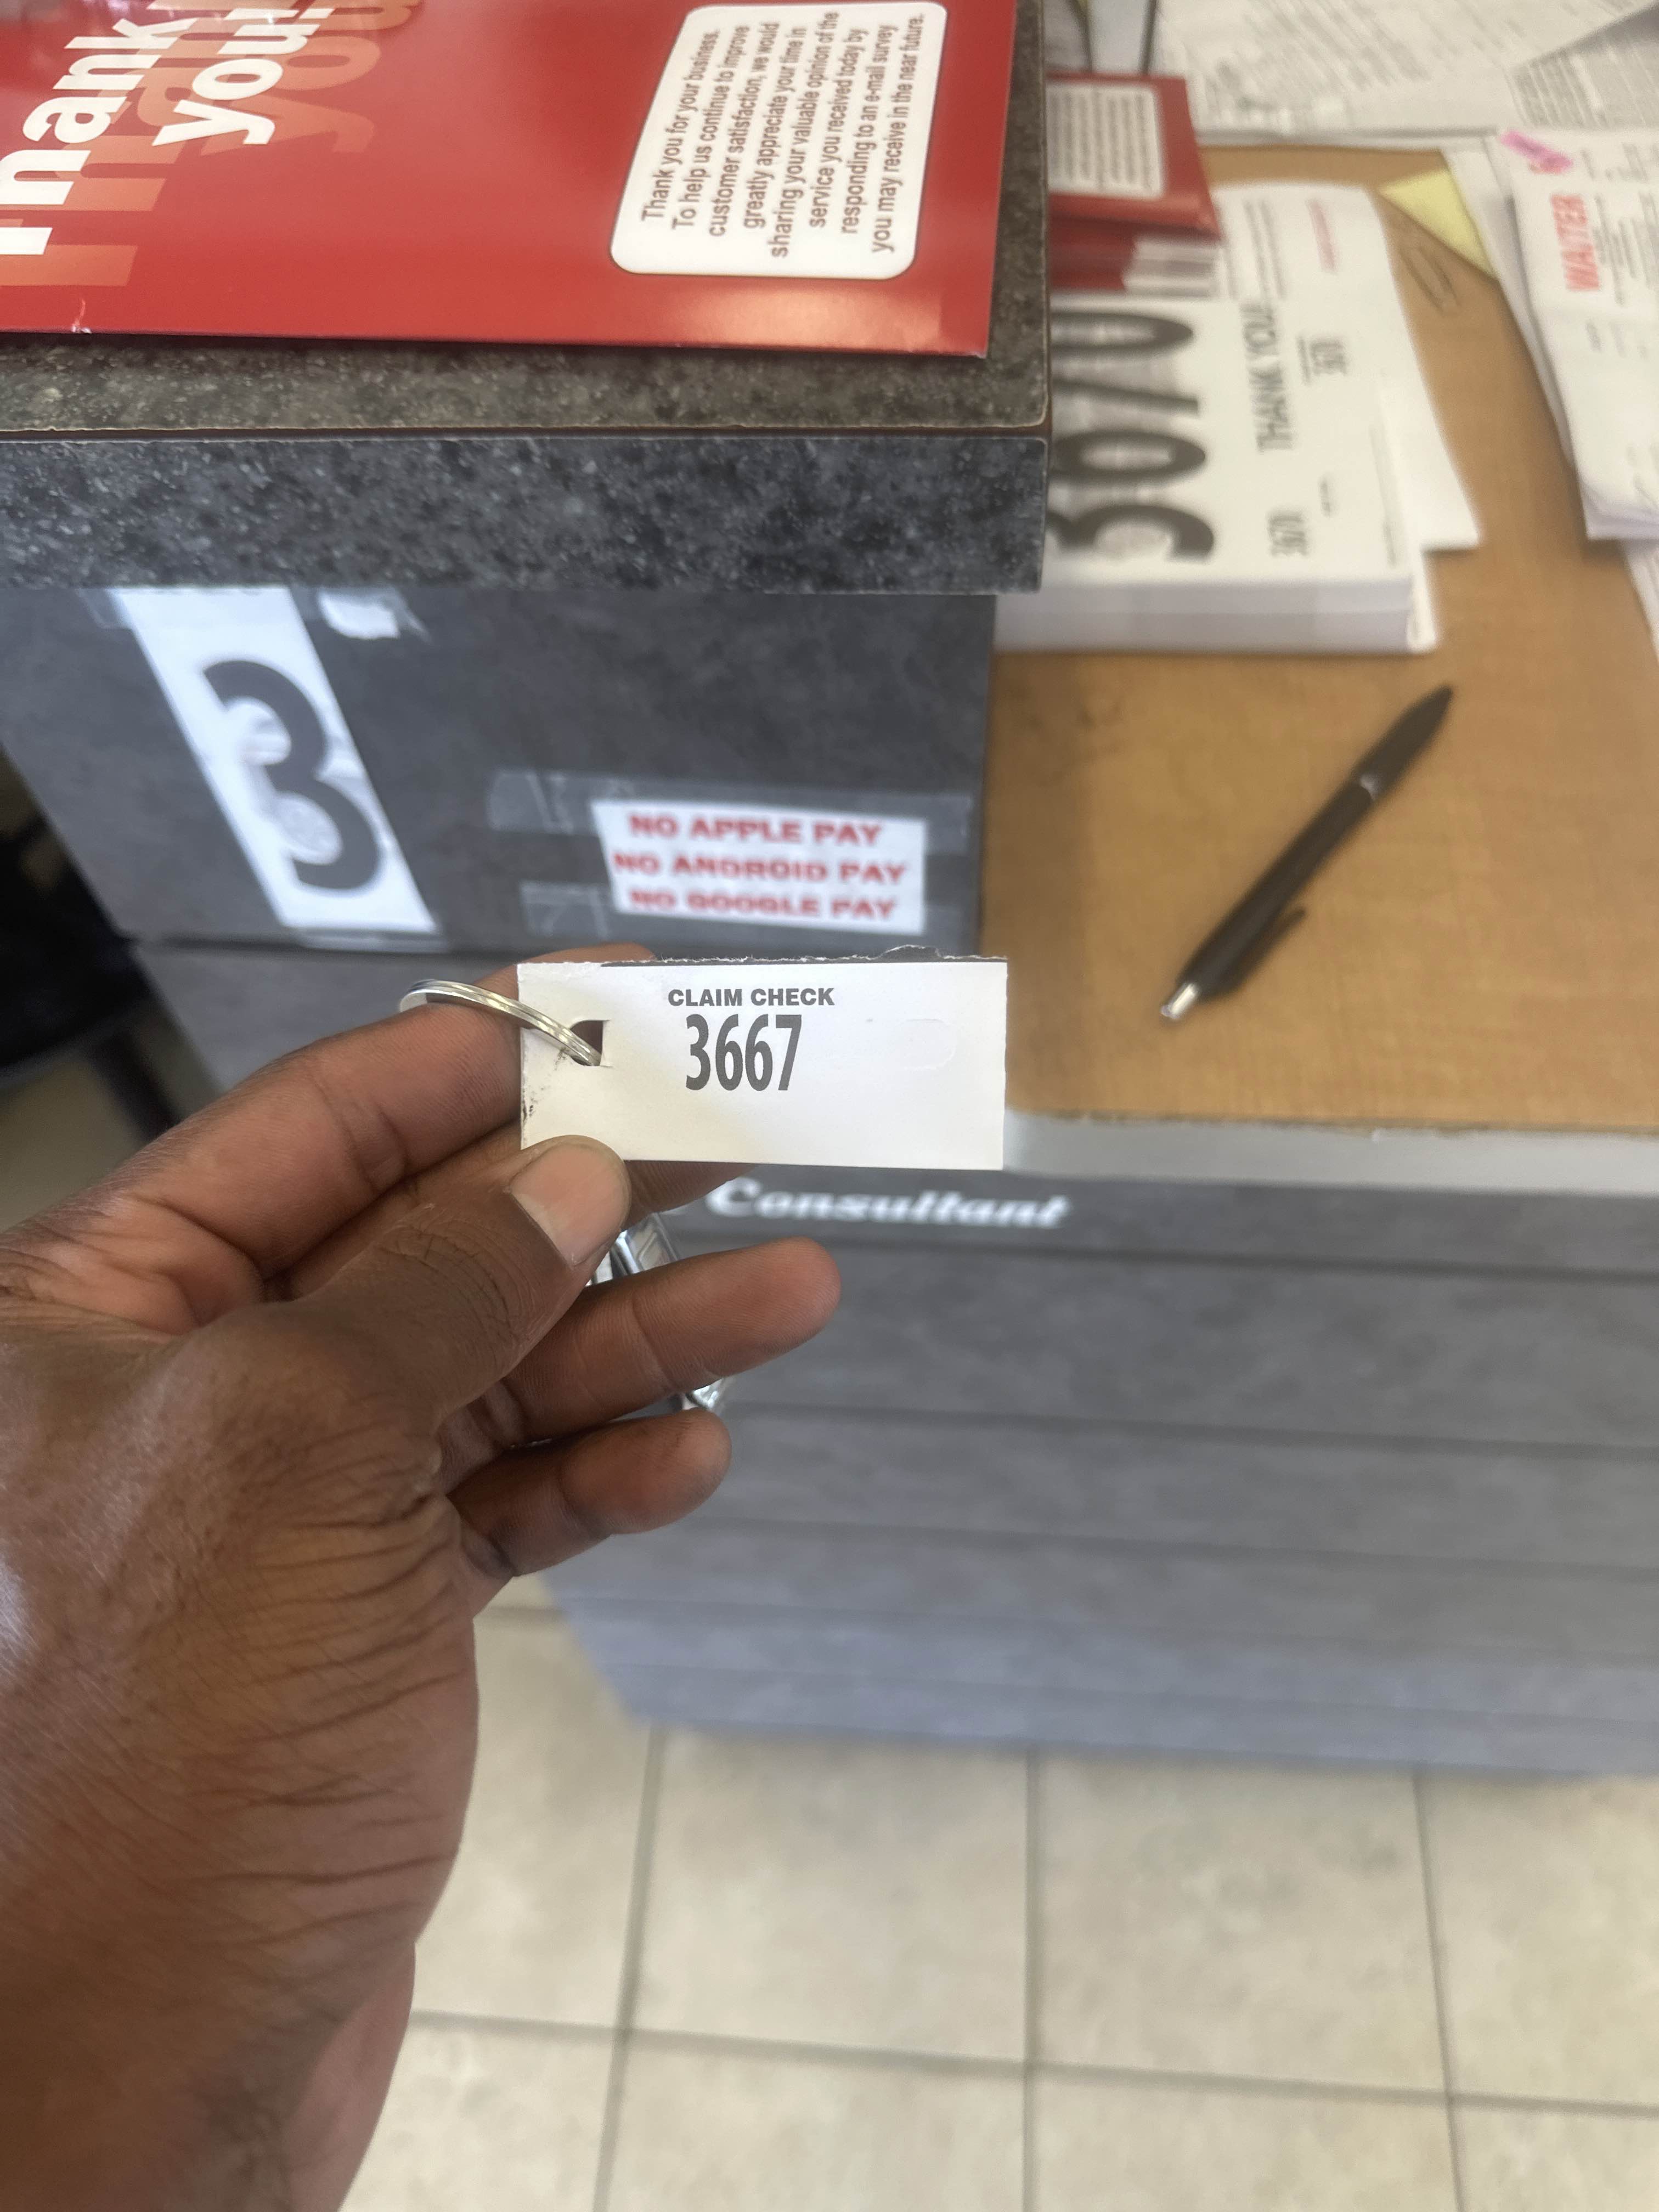 Thank
you!
Thank you for your business.
To help us continue to improve
customer satisfaction, we would
greatly appreciate your time in
sharing your valuable opinion of the
service you received today by
responding to an e-mail survey
you may receive in the near future.
WAITER
3670
THANK YOU!
3670
3670
3
NO APPLE PAY
NO ANDROID PAY
NO GOOGLE PAY
CLAIM CHECK
3667
Consultant